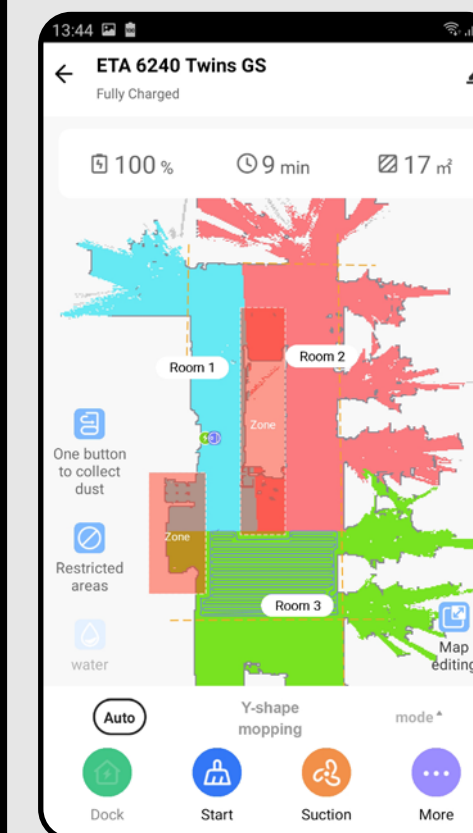 13:44
ETA 6240 Twins GS
Fully Charged
100 %
9 min
17 m²
Room 1
Room 2
Zone
One button
to collect
dust
Zone
Restricted
areas
Room 3
water
Map
editing
Auto
Y-shape
mopping
mode
Dock
Start
Suction
More